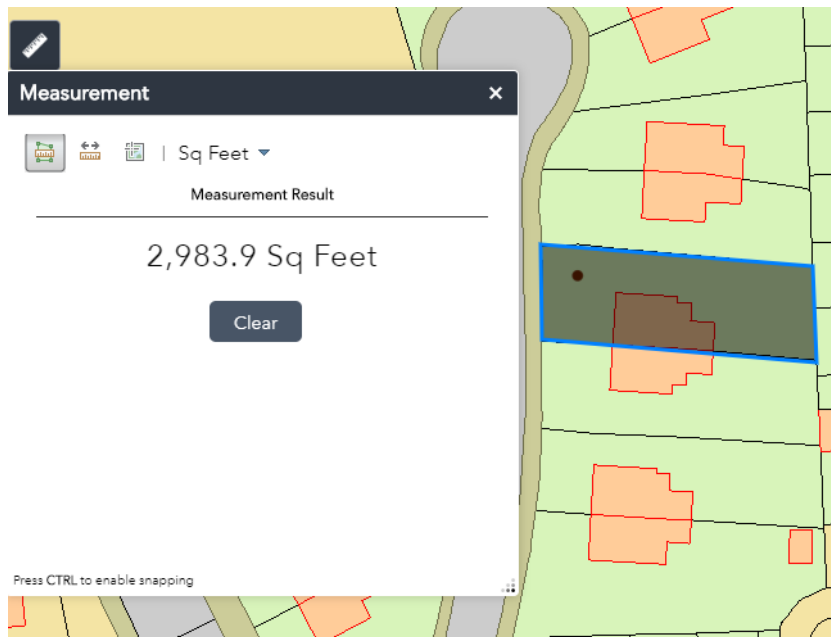 Measurement
| Sq Feet
Measurement Result
2,983.9 Sq Feet
Clear
Press CTRL to enable snapping